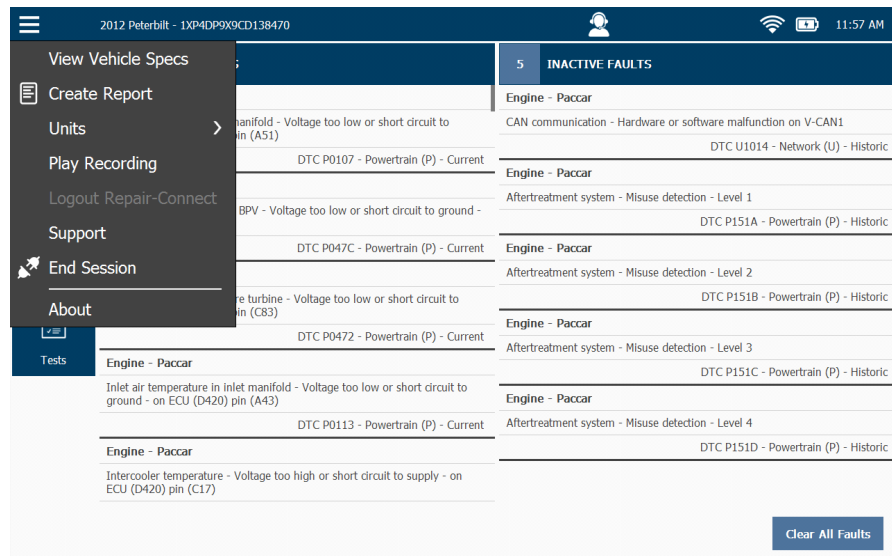 2012 Peterbilt - 1XP4DP9X9CD138470
11:57 AM
View Vehicle Specs
Create Report
Units
Play Recording
Logout Repair-Connect
Support
End Session
About
Tests
anifold - Voltage too low or short circuit to
in (A51)
DTC P0107 - Powertrain (P) - Current
BPV - Voltage too low or short circuit to ground -
DTC P047C - Powertrain (P) - Current
re turbine - Voltage too low or short circuit to
in (C83)
DTC P0472 - Powertrain (P) - Current
Engine - Paccar
Inlet air temperature in inlet manifold - Voltage too low or short circuit to
ground - on ECU (D420) pin (A43)
DTC P0113 - Powertrain (P) - Current
Engine - Paccar
Intercooler temperature - Voltage too high or short circuit to supply - on
ECU (D420) pin (C17)
5 INACTIVE FAULTS
Engine - Paccar
CAN communication - Hardware or software malfunction on V-CAN1
DTC U1014 - Network (U) - Historic
Engine - Paccar
Aftertreatment system - Misuse detection - Level 1
DTC P151A - Powertrain (P) - Historic
Engine - Paccar
Aftertreatment system - Misuse detection - Level 2
DTC P151B - Powertrain (P) - Historic
Engine - Paccar
Aftertreatment system - Misuse detection - Level 3
DTC P151C - Powertrain (P) - Historic
Engine - Paccar
Aftertreatment system - Misuse detection - Level 4
DTC P151D - Powertrain (P) - Historic
Clear All Faults